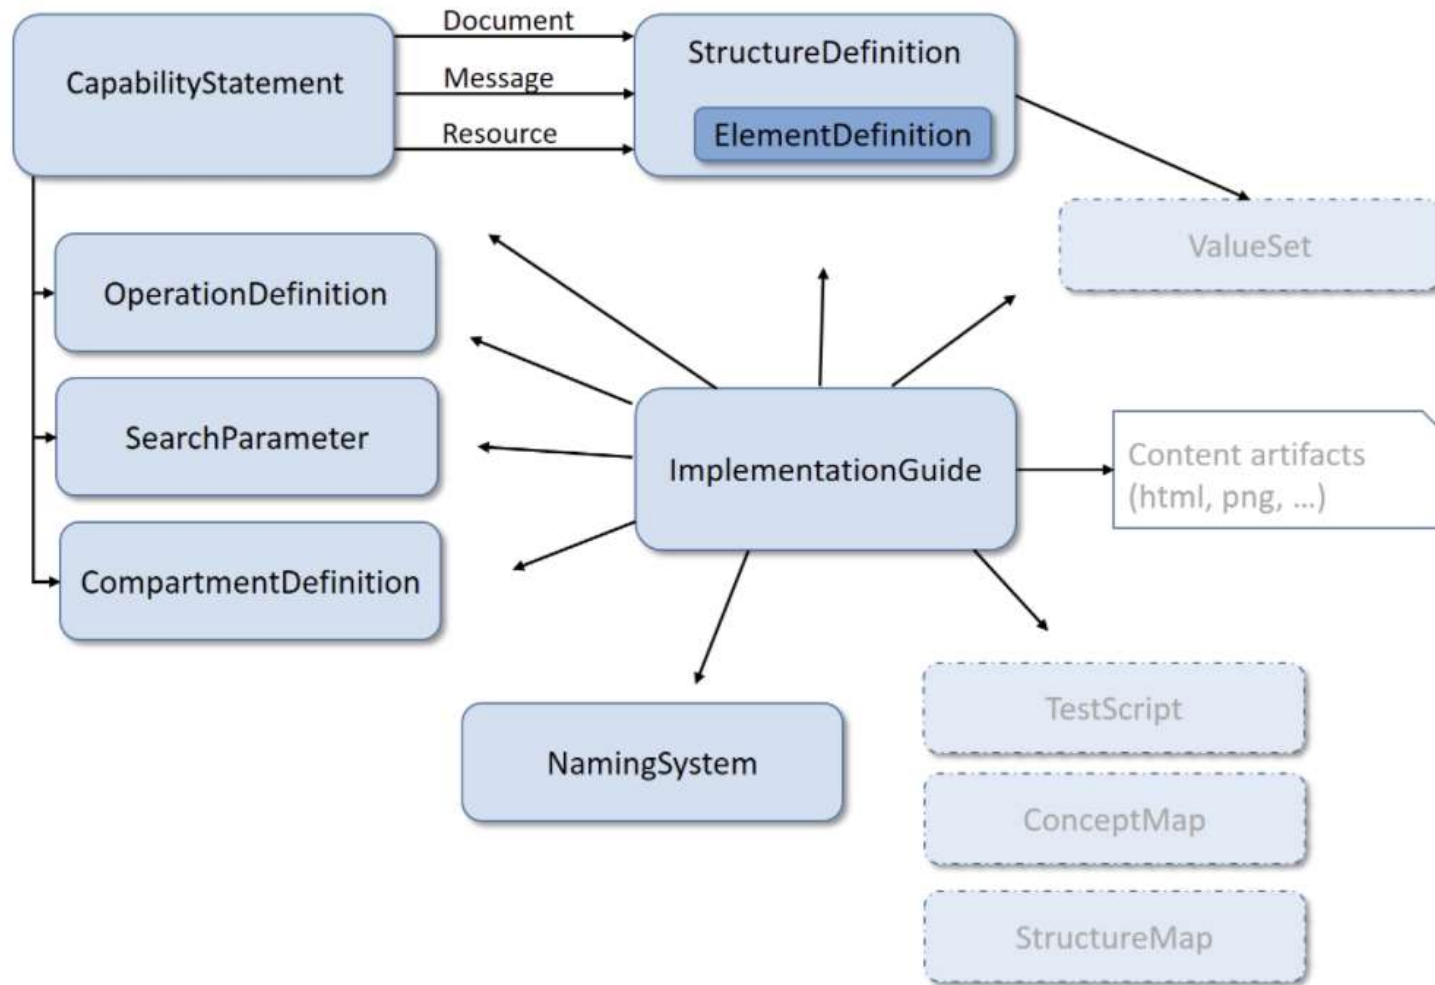 Document
StructureDefinition
CapabilityStatement
Message
ElementDefinition
Resource
ValueSet
OperationDefinition
SearchParameter
ImplementationGuide
Content artifacts
(html, png, ...)
CompartmentDefinition
TestScript
NamingSystem
ConceptMap
StructureMap